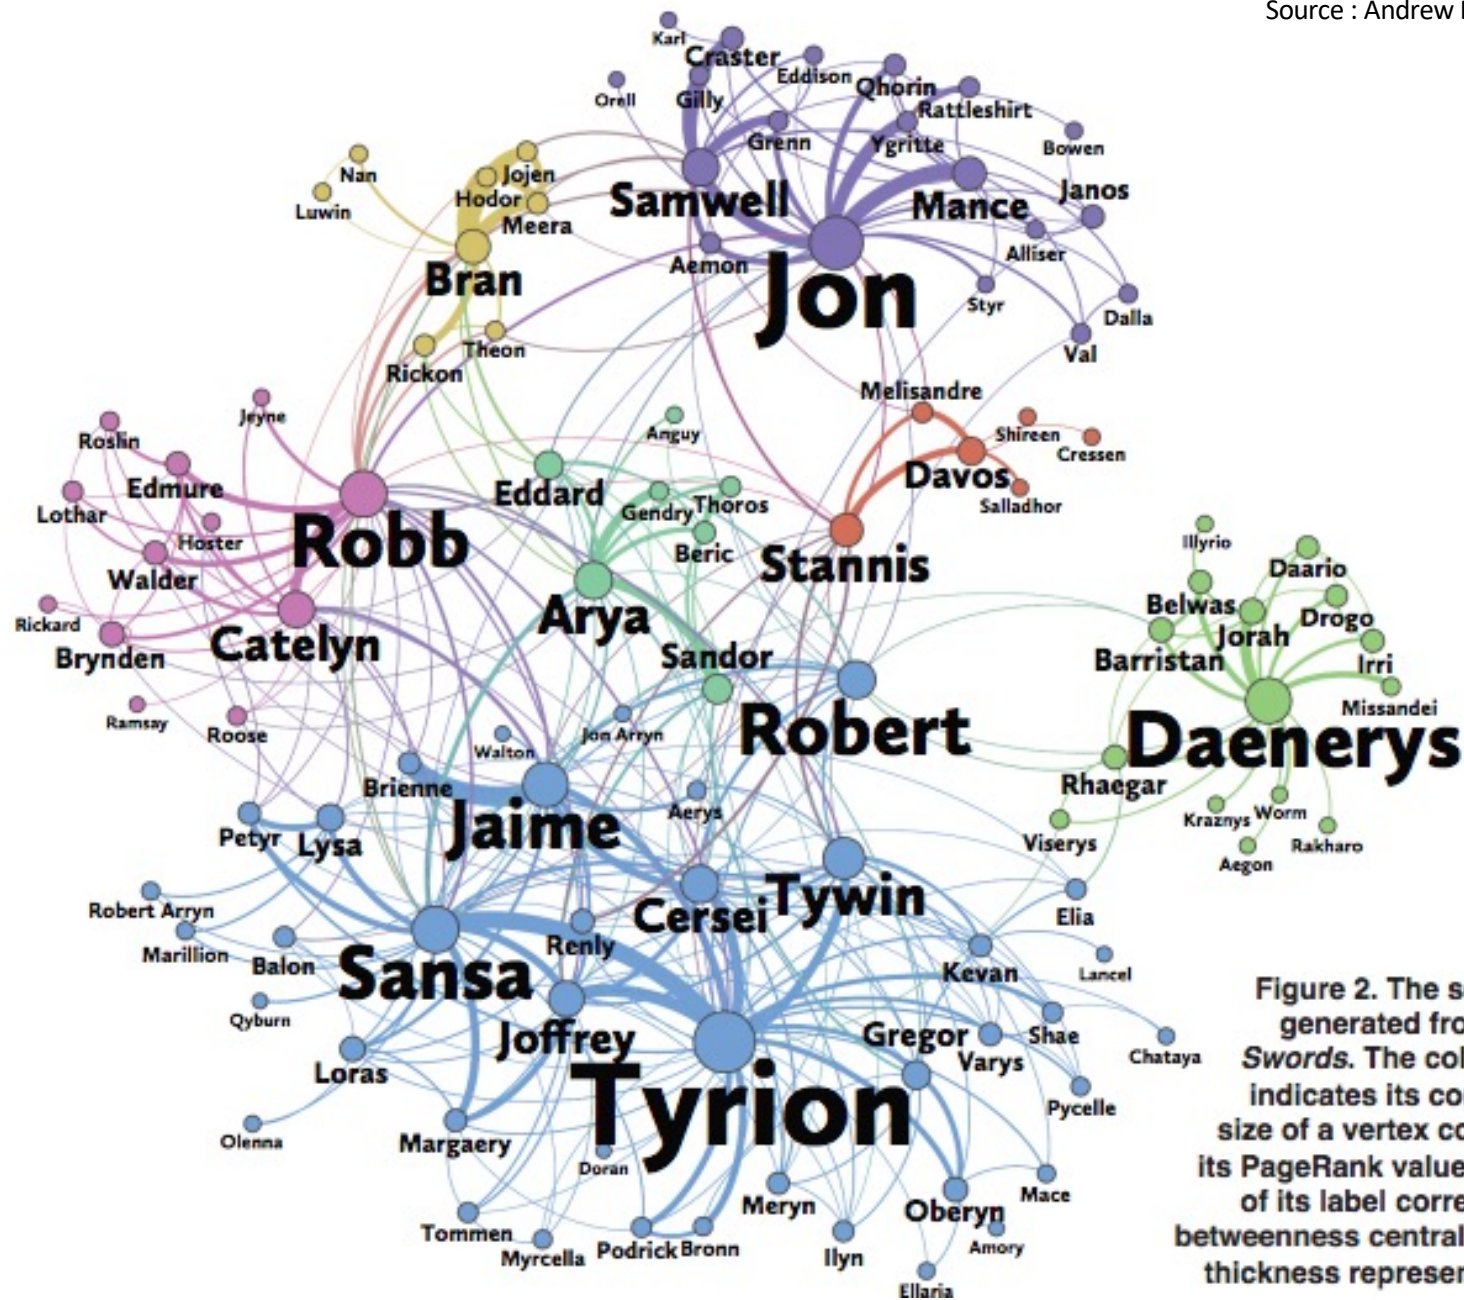 Source : Andrew
Karl
Craster
Eddison
Qhorin
Orell
Gilly
Rattleshirt
Grenn
Ygritte
Bowen
Nan
Jojen
Hodor
Luwin
Meera
Samwell
Mance
Janos
Aemon
Alliser
Bran
Jon
Styr
Dalla
Theon
Val
Rickon
Melisandre
Jeyne
Anguy
Shireen
Roslin
Cressen
Edmure
Eddard
Davos
Lothar
Gendry
Thoros
Salladhor
Hoster
Robb
Beric
Illyrio
Walder
Stannis
Daario
Rickard
Arya
Belwas
Drogo
Catelyn
Jorah
Brynden
Sandor
Barristan
Irri
Ramsay
Missandei
Roose
Jon Arryn
Robert
Daenerys
Walton
Brienne
Rhaegar
Aerys
Kraznys
Worm
Petyr
Jaime
Lysa
Viserys
Rakharo
Aegon
Robert Arryn
Cersei
Tywin
Elia
Marillion
Renly
Balon
Sansa
Kevan
Lancel
Qyburn
Joffrey
Gregor
Shae
Varys
Chataya
Loras
Tyrion
Pycelle
Olenna
Margaery
Doran
Meryn
Oberyn
Mace
Tommen
Myrcella
Podrick
Bronn
Ilyn
Amory
Ellaria
Figure 2. The s
generated fro
Swords. The col
indicates its co
size of a vertex co
its PageRank value
of its label corre
betweenness central
thickness represer